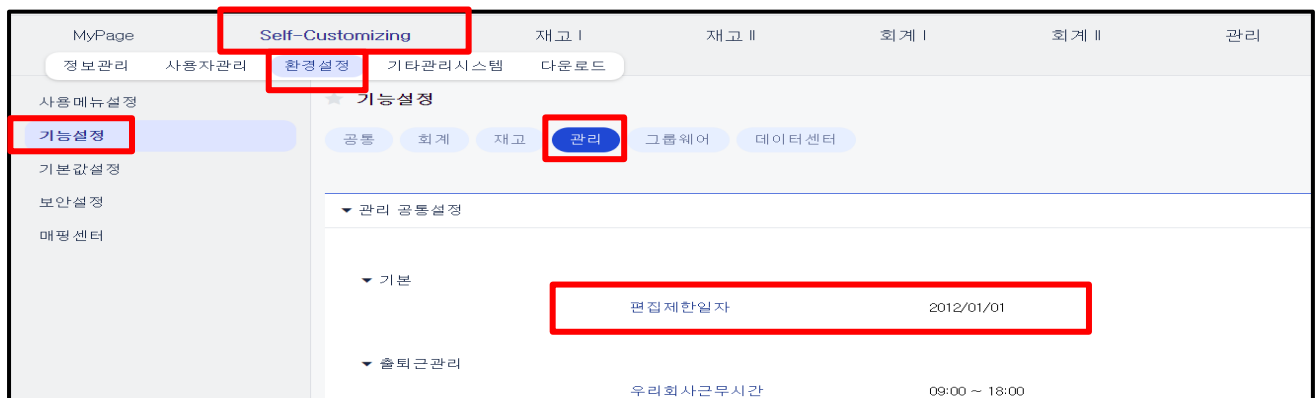 MyPage Self-Customizing 재고 I 재고 II 회계 I 회계 II 관리
정보관리 사용자관리 환경설정 기타관리시스템 다운로드
사용메뉴설정
기능설정
기본값설정
보안설정
매핑센터
기능설정
공통 회계 재고 관리 그룹웨어 데이터센터
관리 공통설정
기본
편집제한일자 2012/01/01
출퇴근관리
우리회사근무시간 09:00 ~ 18:00